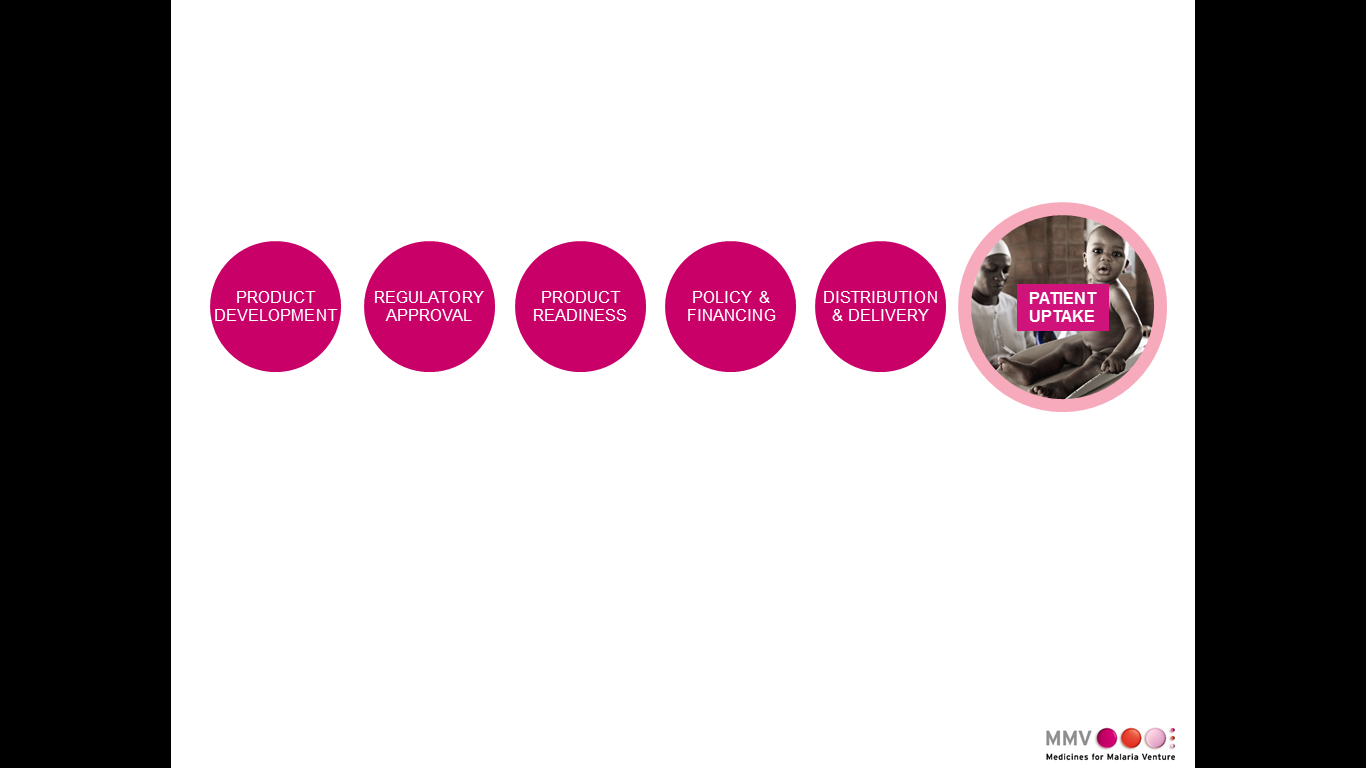 PRODUCT
DEVELOPMENT
REGULATORY
APPROVAL
PRODUCT
READINESS
POLICY &
FINANCING
DISTRIBUTION
& DELIVERY
PATIENT
UPTAKE
MMV
Medicines for Malaria Venture